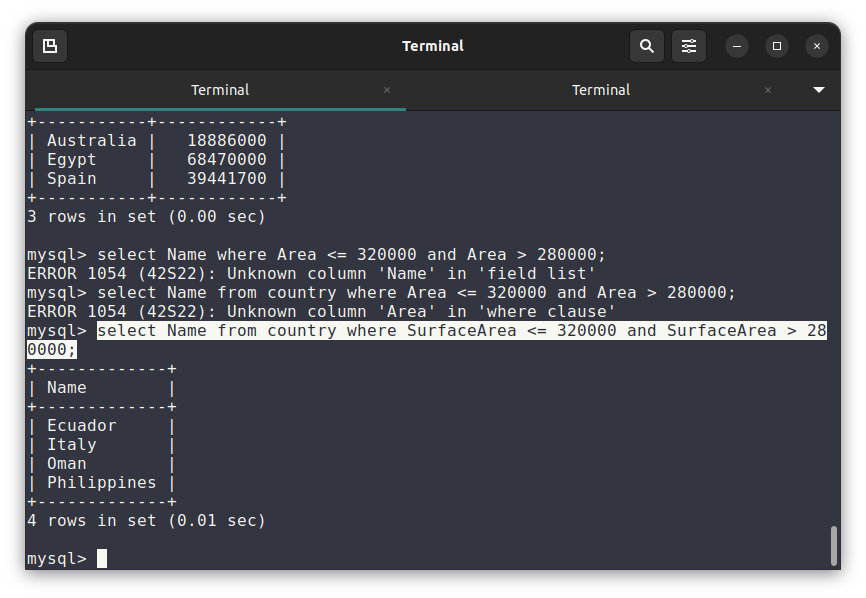 Terminal
Terminal × Terminal ×
+-----------+------------+
| Australia |   18886000 |
| Egypt     |   68470000 |
| Spain     |   39441700 |
+-----------+------------+
3 rows in set (0.00 sec)
mysql> select Name where Area <= 320000 and Area > 280000;
ERROR 1054 (42S22): Unknown column 'Name' in 'field list'
mysql> select Name from country where Area <= 320000 and Area > 280000;
ERROR 1054 (42S22): Unknown column 'Area' in 'where clause'
mysql> select Name from country where SurfaceArea <= 320000 and SurfaceArea > 28
0000;
+-------------+
| Name        |
+-------------+
| Ecuador     |
| Italy       |
| Oman        |
| Philippines |
+-------------+
4 rows in set (0.01 sec)
mysql>